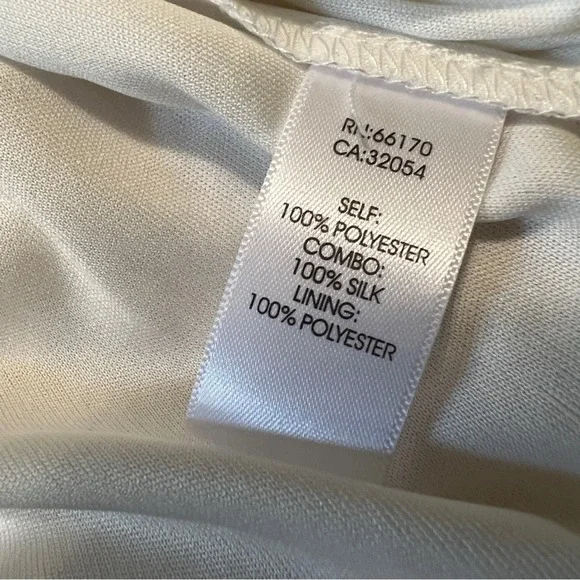 RN:66170
CA:32054
SELF:
100% POLYESTER
COMBO:
100% SILK
LINING:
100% POLYESTER